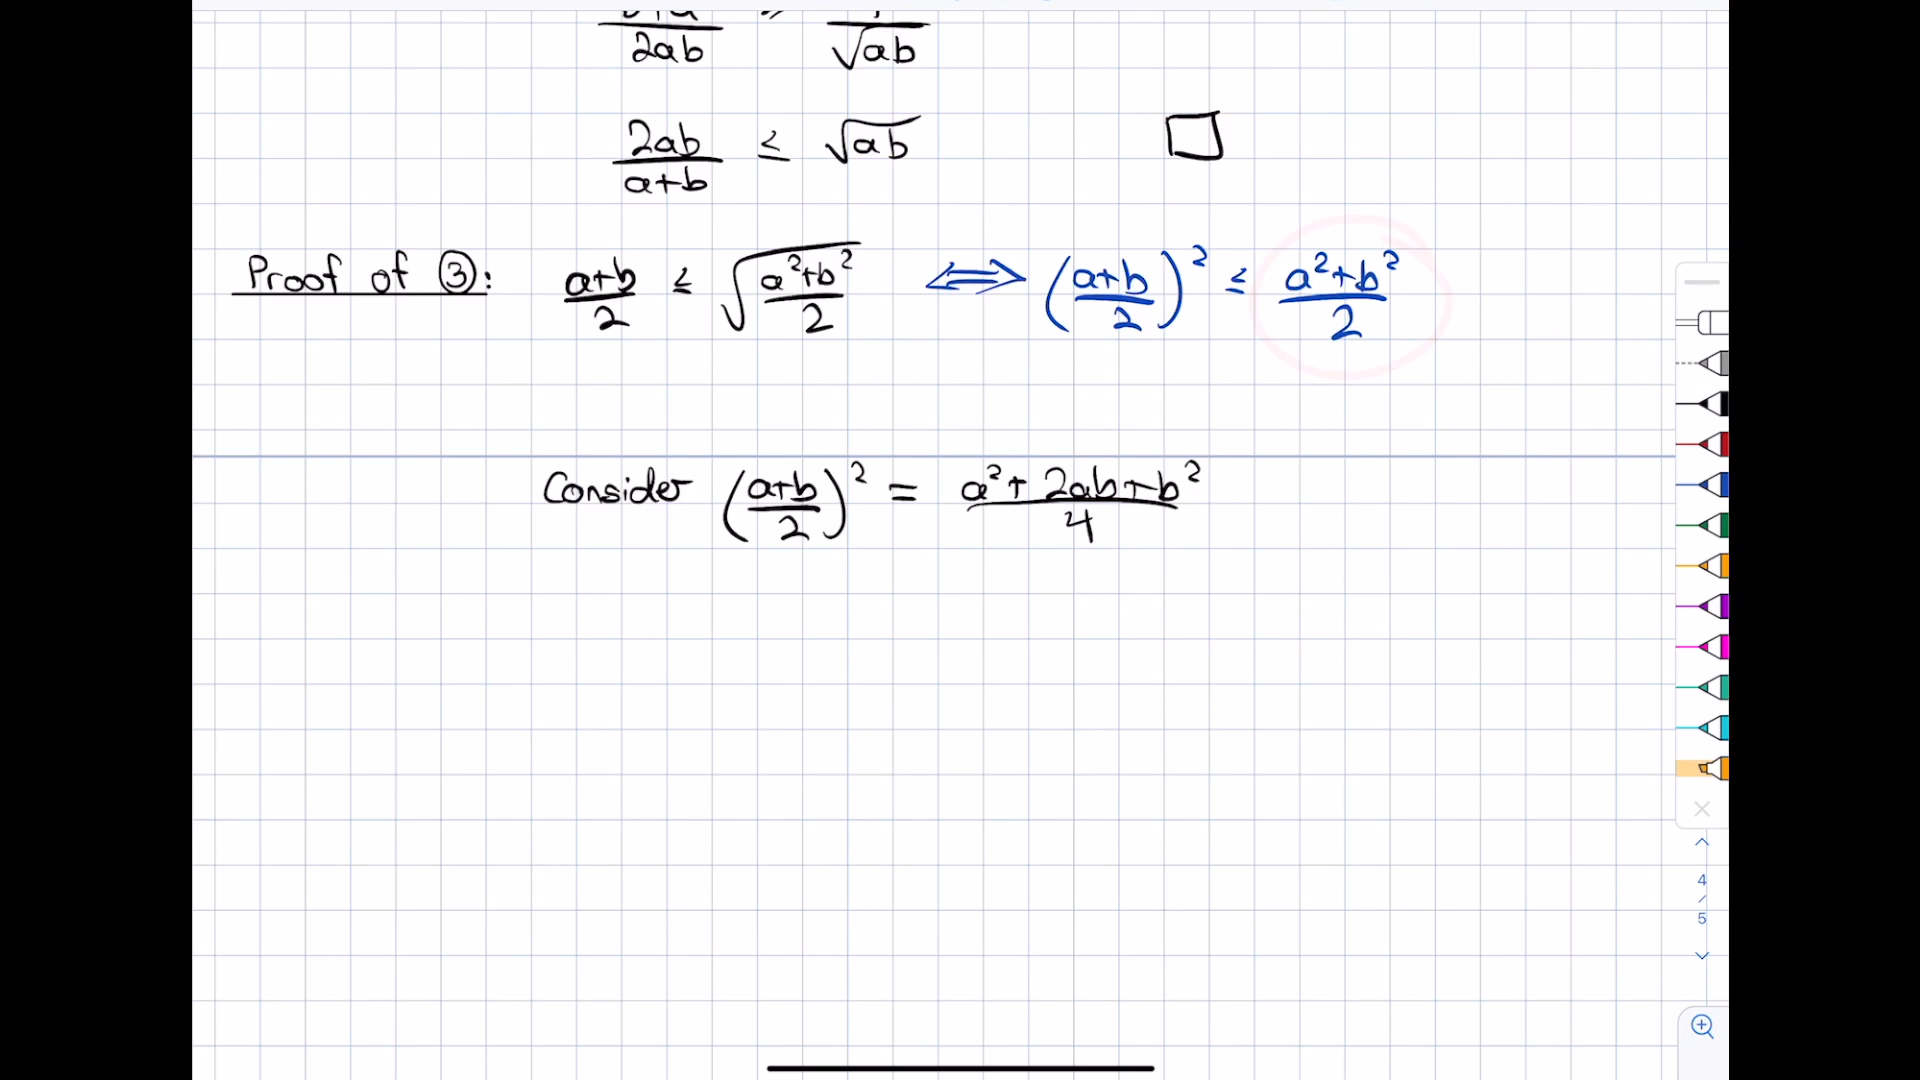 2ab √ab
2ab/(a+b) ≤ √ab □
Proof of ③: (a+b)/2 ≤ √((a²+b²)/2) ⟺ ((a+b)/2)² ≤ (a²+b²)/2
Consider ((a+b)/2)² = (a²+2ab+b²)/4
4
/
5